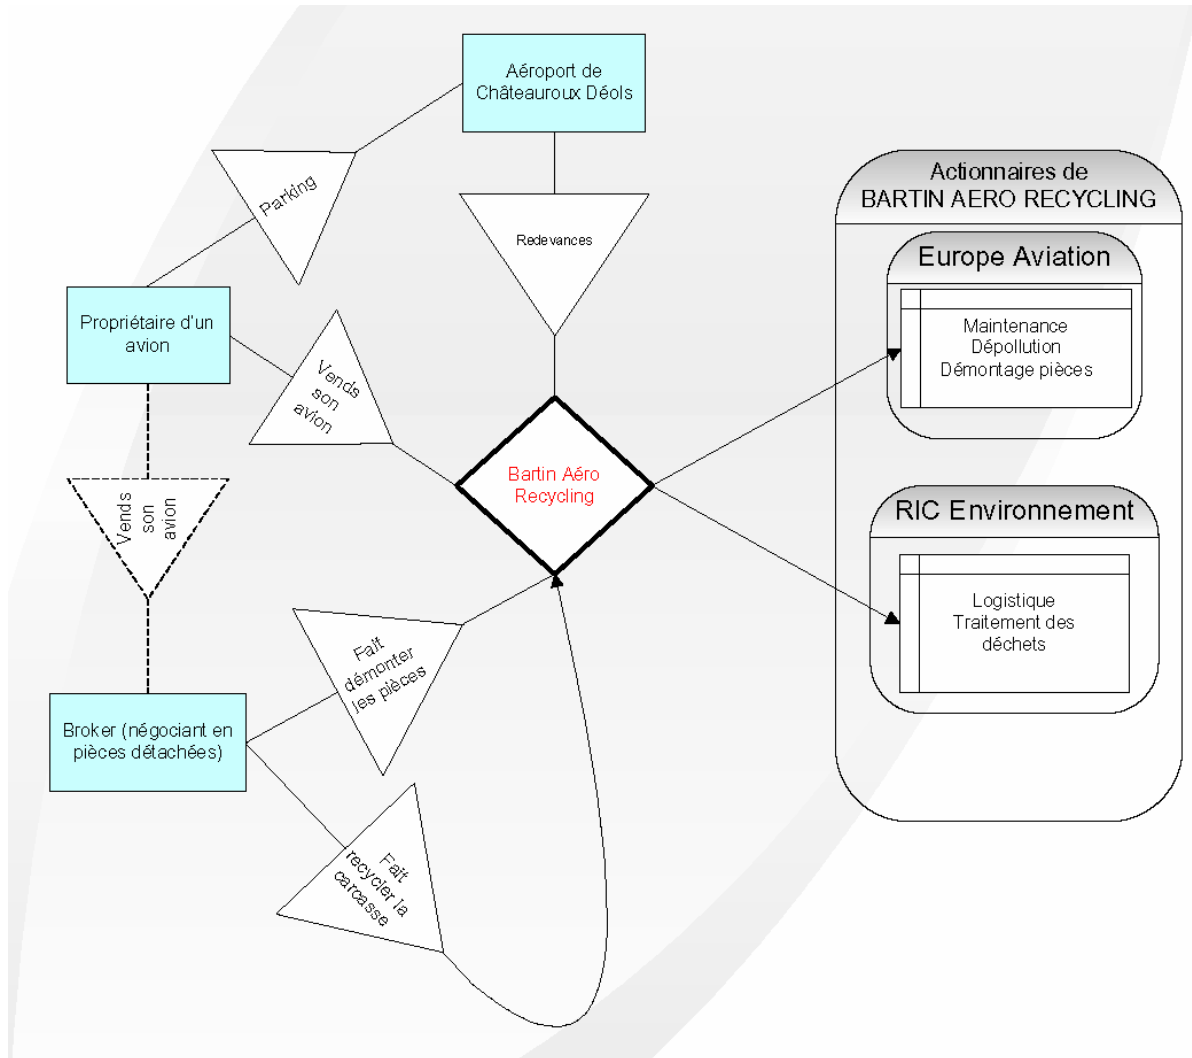 Aéroport de
Châteauroux Déols
Parking
Redevances
Actionnaires de
BARTIN AERO RECYCLING
Europe Aviation
Maintenance
Dépollution
Démontage pièces
Propriétaire d'un
avion
Vends
son
avion
Bartin Aéro
Recycling
Vends
son
avion
RIC Environnement
Logistique
Traitement des
déchets
Fait
démonter
les pièces
Broker (négociant en
pièces détachées)
Fait
recycler la
carcasse